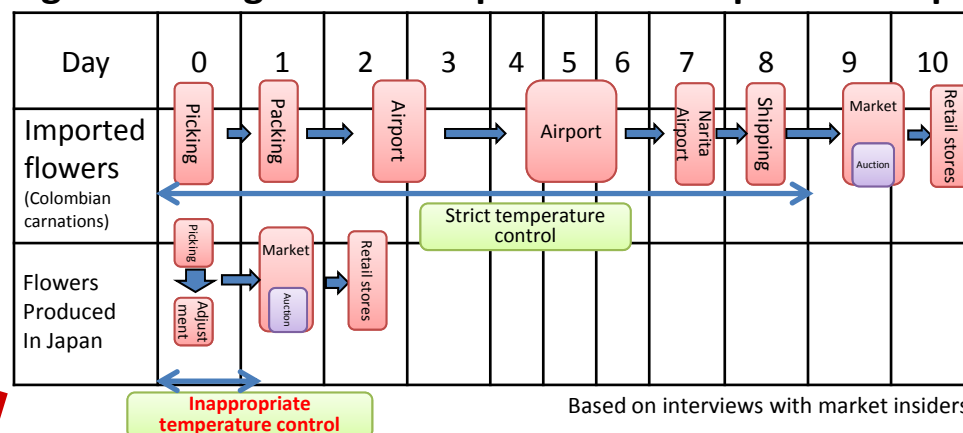 Day 0 1 2 3 4 5 6 7 8 9 10
Imported
flowers
(Colombian
carnations)
Picking
Packing
Airport
Airport
Narita
Airport
Shipping
Market
Auction
Retail stores
Strict temperature
control
Flowers
Produced
In Japan
Picking
Adjust
ment
Market
Auction
Retail stores
Inappropriate
temperature control
Based on interviews with market insiders